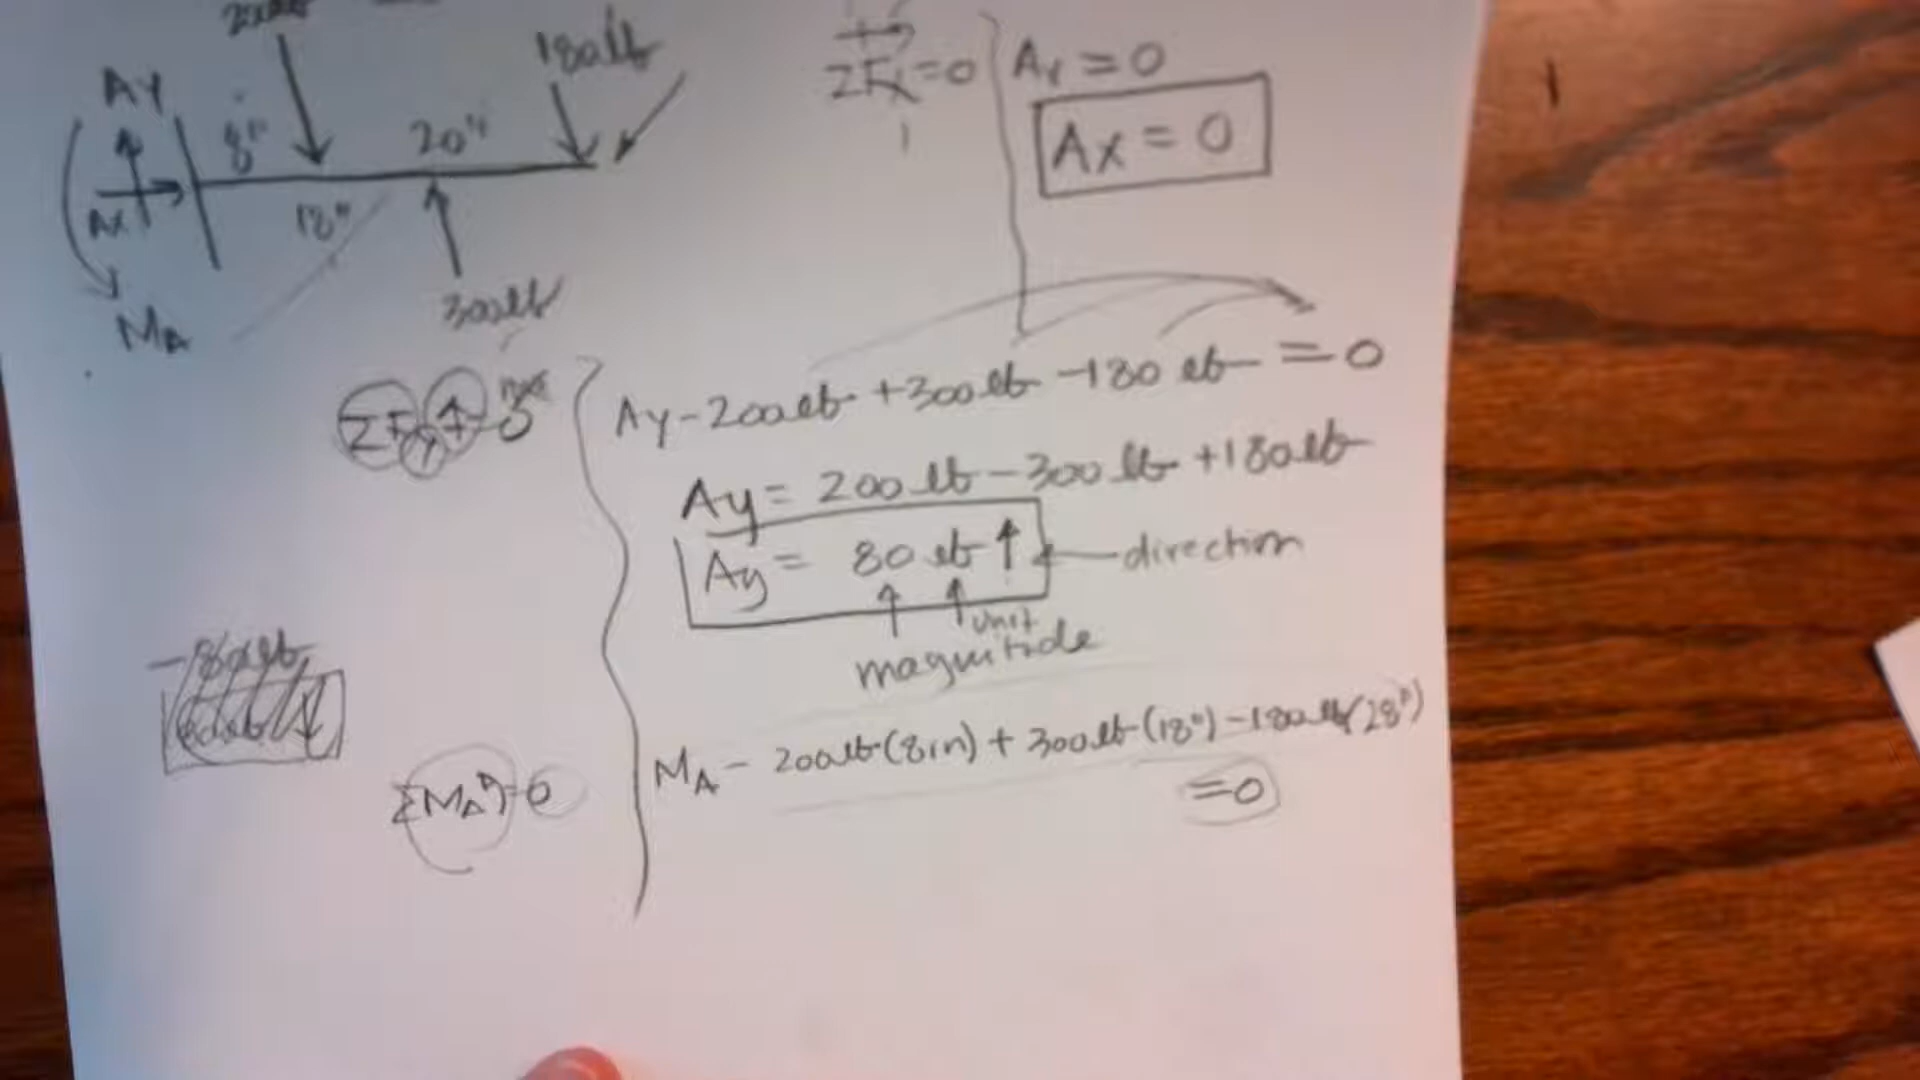 180lb
AY
8"
20"
Ax
18"
300lb
MA
ΣFx=0
Ax = 0
Ax = 0
ΣFy↑=0
Ay-200lb+300lb-180lb=0
Ay= 200lb-300lb+180lb
Ay= 80lb↑
direction
unit
magnitude
ΣMA=0
MA- 200lb(8in)+300lb(18")-180lb(28")
=0